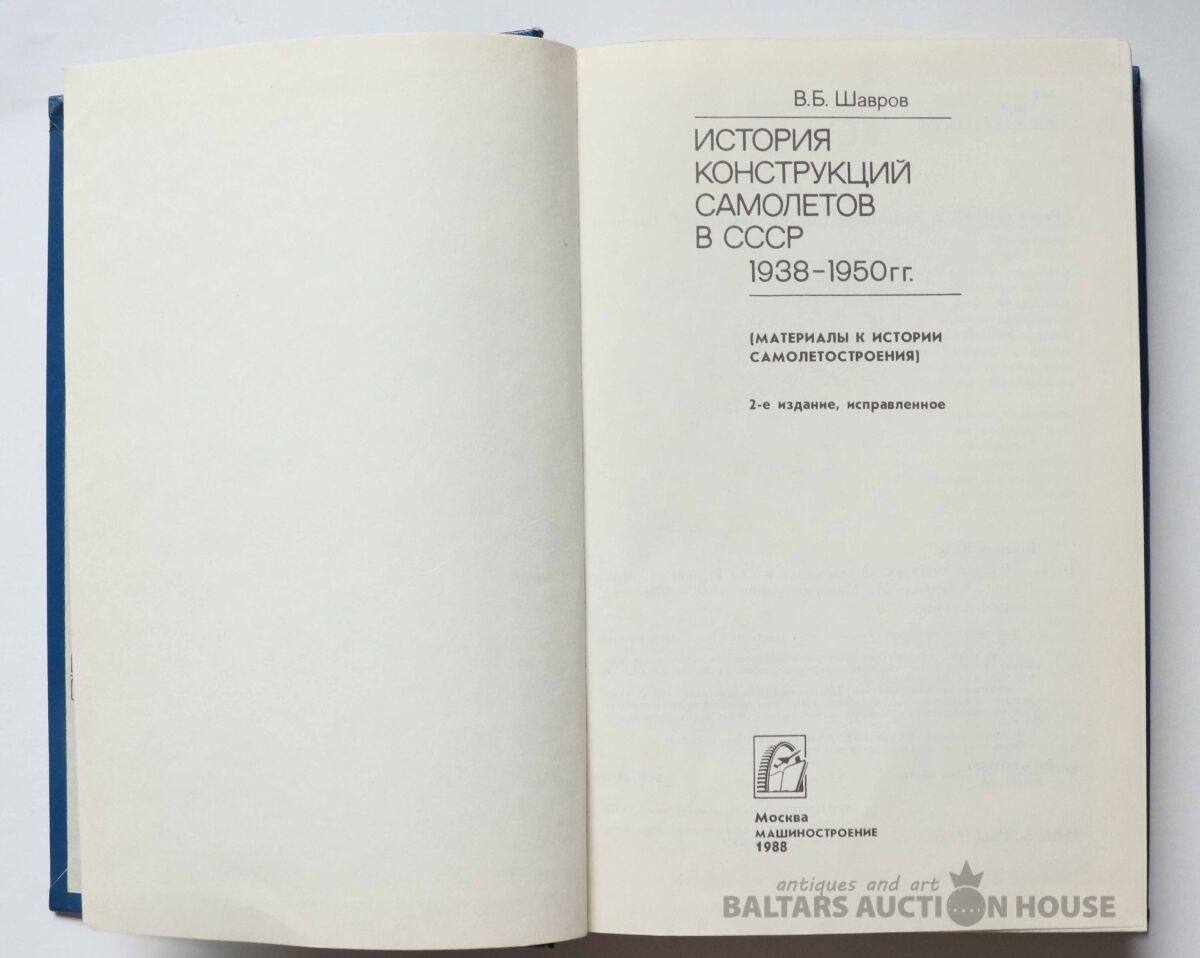 В.Б. Шавров
ИСТОРИЯ
КОНСТРУКЦИЙ
САМОЛЕТОВ
В СССР
1938-1950гг.
(МАТЕРИАЛЫ К ИСТОРИИ
САМОЛЕТОСТРОЕНИЯ)
2-е издание, исправленное
Москва
МАШИНОСТРОЕНИЕ
1988
antiques and art
BALTARS AUCTION HOUSE